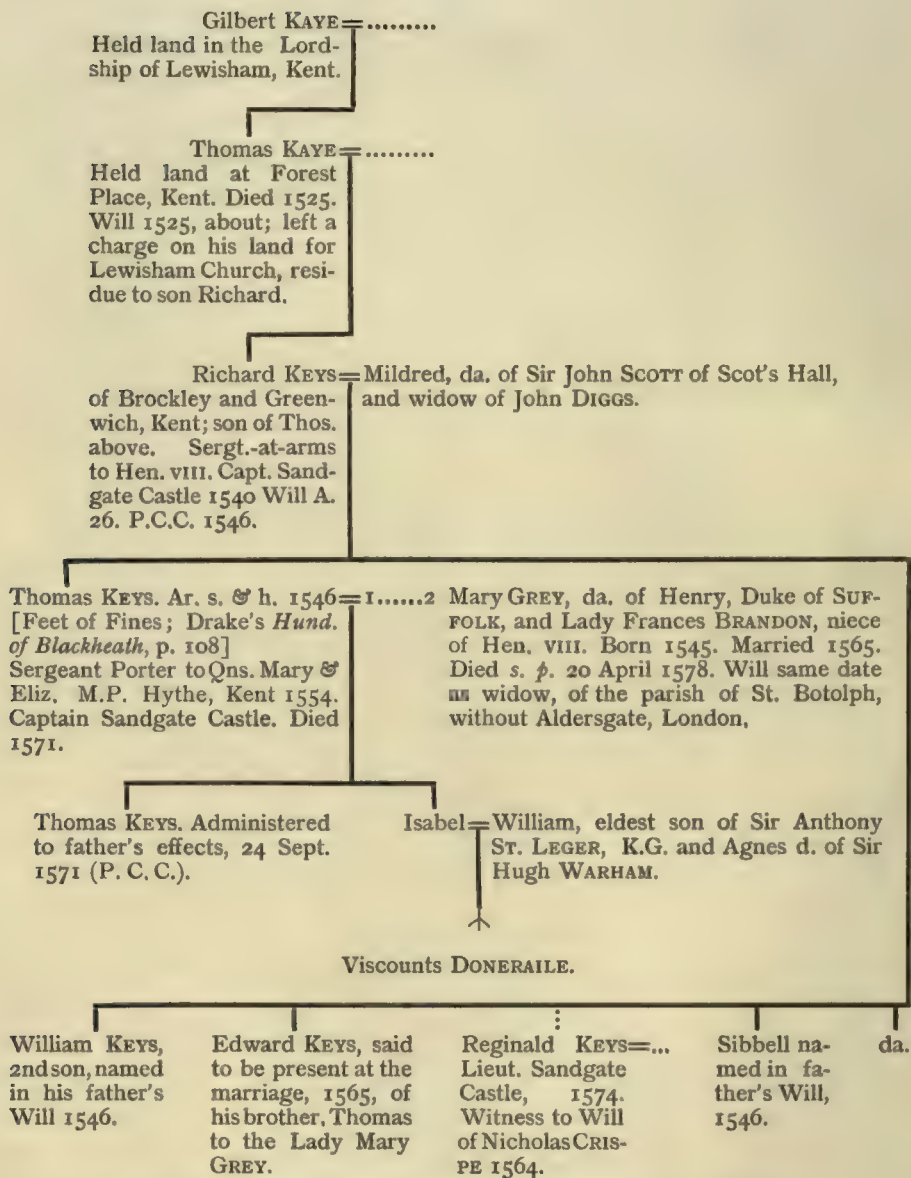 Gilbert KAYE=.........
Held land in the Lord-
ship of Lewisham, Kent.
Thomas KAYE=.........
Held land at Forest
Place, Kent. Died 1525.
Will 1525, about; left a
charge on his land for
Lewisham Church, resi-
due to son Richard.
Richard KEYS=Mildred, da. of Sir John SCOTT of Scot's Hall,
and widow of John DIGGS.
of Brockley and Green-
wich, Kent; son of Thos.
above. Sergt.-at-arms
to Hen. VIII. Capt. Sand-
gate Castle 1540 Will A.
26. P.C.C. 1546.
Thomas KEYS. Ar. s. & h. 1546=1......2
[Feet of Fines; Drake's Hund.
of Blackheath, p. 108]
Sergeant Porter to Qns. Mary &
Eliz. M.P. Hythe, Kent 1554.
Captain Sandgate Castle. Died
1571.
Mary GREY, da. of Henry, Duke of SUF-
FOLK, and Lady Frances BRANDON, niece
of Hen. VIII. Born 1545. Married 1565.
Died s. p. 20 April 1578. Will same date
as widow, of the parish of St. Botolph,
without Aldersgate, London,
Thomas KEYS. Administered
to father's effects, 24 Sept.
1571 (P. C. C.).
Isabel=William, eldest son of Sir Anthony
ST. LEGER, K.G. and Agnes d. of Sir
Hugh WARHAM.
Viscounts DONERAILE.
William KEYS,
2nd son, named
in his father's
Will 1546.
Edward KEYS, said
to be present at the
marriage, 1565, of
his brother, Thomas
to the Lady Mary
GREY.
Reginald KEYS=...
Lieut. Sandgate
Castle, 1574.
Witness to Will
of Nicholas CRIS-
PE 1564.
Sibbell na-
med in fa-
ther's Will,
1546.
da.